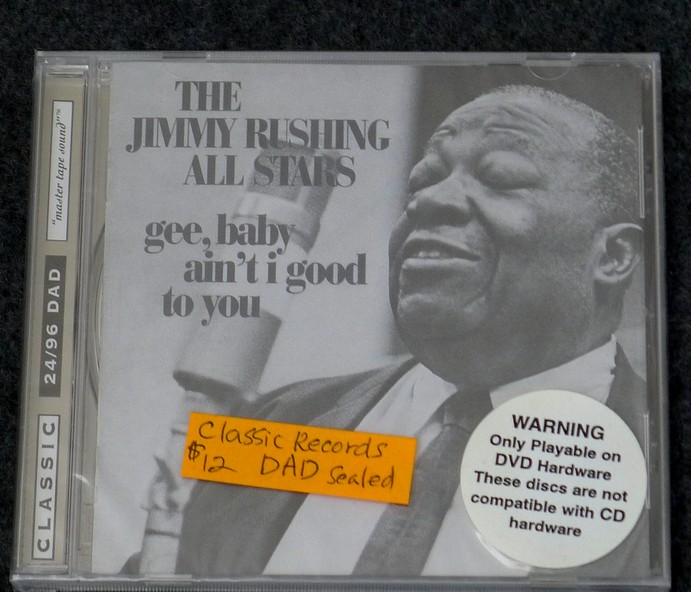 THE
JIMMY RUSHING
ALL STARS
gee, baby
ain't i good
to you
"master tape sound"™
24/96 DAD
CLASSIC
Classic Records
$12 DAD Sealed
WARNING
Only Playable on
DVD Hardware
These discs are not
compatible with CD
hardware